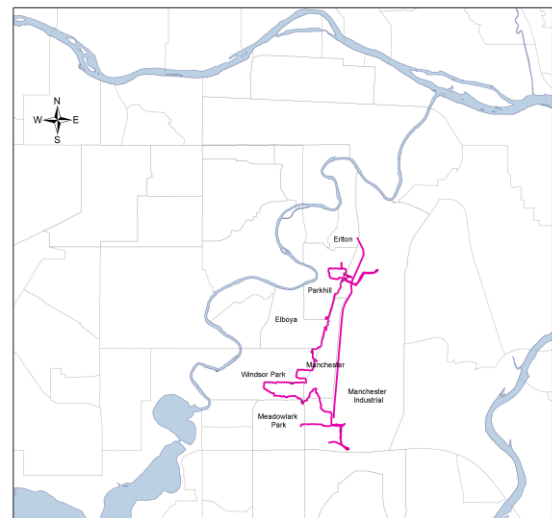 N
W E
S
Erlton
Parkhill
Elboya
Manchester
Windsor Park
Manchester
Industrial
Meadowlark
Park